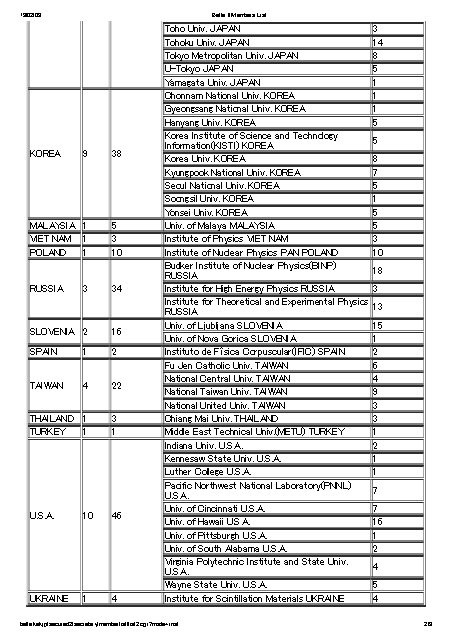 Belle II Members List
Toho Univ. JAPAN 3
Tohoku Univ. JAPAN 14
Tokyo Metropolitan Univ. JAPAN 8
U-Tokyo JAPAN 5
Yamagata Univ. JAPAN 1
KOREA 9 38
Chonnam National Univ. KOREA 1
Gyeongsang National Univ. KOREA 1
Hanyang Univ. KOREA 5
Korea Institute of Science and Technology
Information(KISTI) KOREA 5
Korea Univ. KOREA 8
Kyungpook National Univ. KOREA 7
Seoul National Univ. KOREA 5
Soongsil Univ. KOREA 1
Yonsei Univ. KOREA 5
MALAYSIA 1 5 Univ. of Malaya MALAYSIA 5
VIETNAM 1 3 Institute of Physics VIETNAM 3
POLAND 1 10 Institute of Nuclear Physics PAN POLAND 10
RUSSIA 3 34
Budker Institute of Nuclear Physics(BINP)
RUSSIA 18
Institute for High Energy Physics RUSSIA 3
Institute for Theoretical and Experimental Physics
RUSSIA 13
SLOVENIA 2 16
Univ. of Ljubljana SLOVENIA 15
Univ. of Nova Gorica SLOVENIA 1
SPAIN 1 2 Instituto de Física Corpuscular(IFIC) SPAIN 2
TAIWAN 4 22
Fu Jen Catholic Univ. TAIWAN 6
National Central Univ. TAIWAN 4
National Taiwan Univ. TAIWAN 9
National United Univ. TAIWAN 3
THAILAND 1 3 Chiang Mai Univ. THAILAND 3
TURKEY 1 1 Middle East Technical Univ.(METU) TURKEY 1
U.S.A. 10 46
Indiana Univ. U.S.A. 2
Kennesaw State Univ. U.S.A. 1
Luther College U.S.A. 1
Pacific Northwest National Laboratory(PNNL)
U.S.A. 7
Univ. of Cincinnati U.S.A. 7
Univ. of Hawaii U.S.A. 16
Univ. of Pittsburgh U.S.A. 1
Univ. of South Alabama U.S.A. 2
Virginia Polytechnic Institute and State Univ.
U.S.A. 4
Wayne State Univ. U.S.A. 5
UKRAINE 1 4 Institute for Scintillation Materials UKRAINE 4